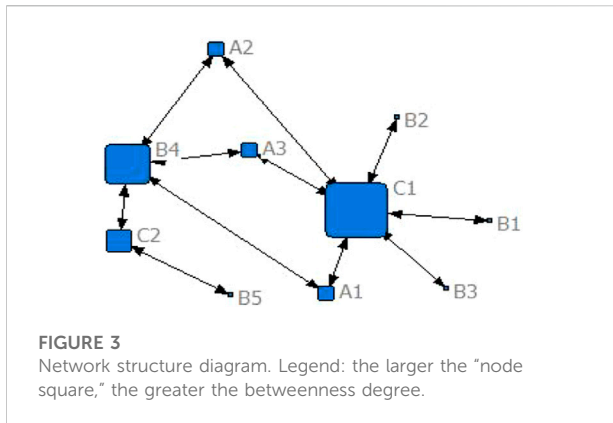 A2
B2
B4
A3
C1
B1
C2
B5
A1
B3
FIGURE 3
Network structure diagram. Legend: the larger the “node
square,” the greater the betweenness degree.